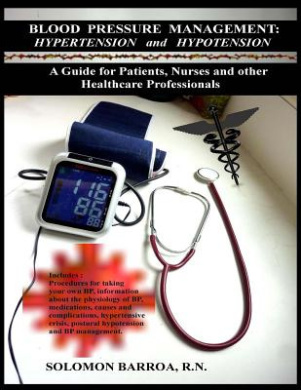 BLOOD PRESSURE MANAGEMENT:
HYPERTENSION and HYPOTENSION
A Guide for Patients, Nurses and other
Healthcare Professionals
116
86
Includes :
Procedures for taking
your own BP, information
about the physiology of BP,
medications, causes and
complications, hypertensive
crisis, postural hypotension
and BP management.
SOLOMON BARROA, R.N.